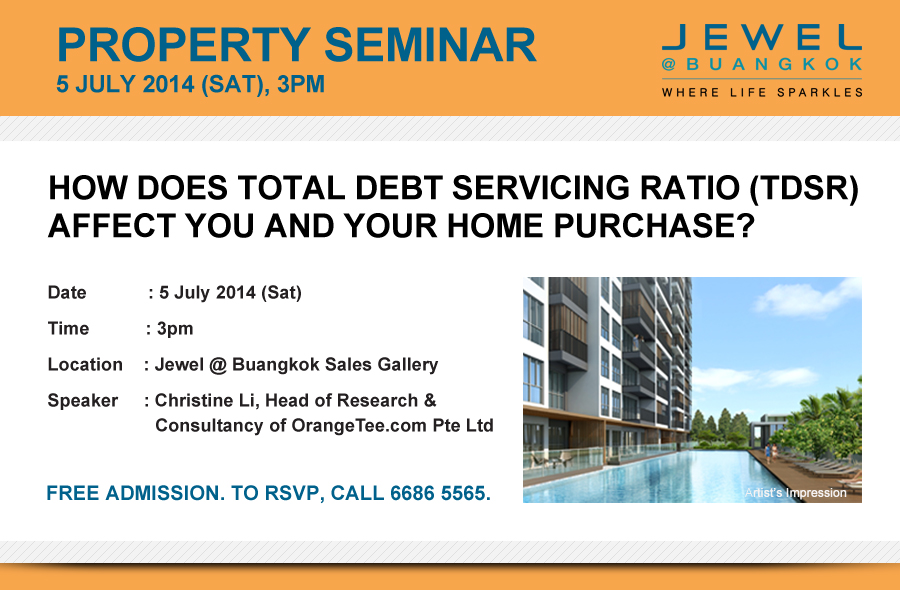 PROPERTY SEMINAR
5 JULY 2014 (SAT), 3PM
JEWEL
@ BUANGKOK
WHERE LIFE SPARKLES
HOW DOES TOTAL DEBT SERVICING RATIO (TDSR)
AFFECT YOU AND YOUR HOME PURCHASE?
Date : 5 July 2014 (Sat)
Time : 3pm
Location : Jewel @ Buangkok Sales Gallery
Speaker : Christine Li, Head of Research &
Consultancy of OrangeTee.com Pte Ltd
FREE ADMISSION. TO RSVP, CALL 6686 5565.
Artist's Impression